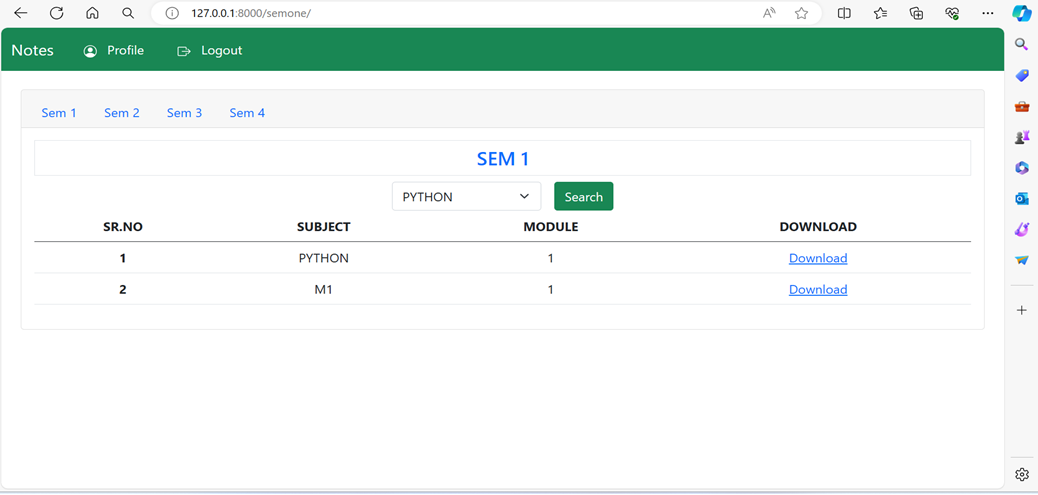 127.0.0.1:8000/semone/
Notes Profile Logout
Sem 1 Sem 2 Sem 3 Sem 4
SEM 1
PYTHON Search
SR.NO SUBJECT MODULE DOWNLOAD
1 PYTHON 1 Download
2 M1 1 Download